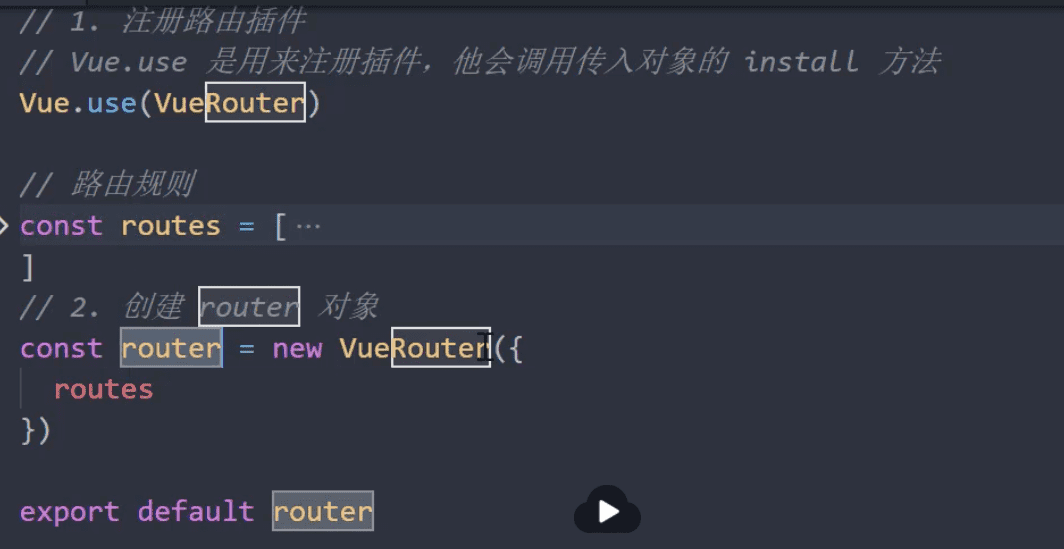 // 1. 注册路由插件
// Vue.use 是用来注册插件，他会调用传入对象的 install 方法
Vue.use(VueRouter)
// 路由规则
const routes = [ ···
]
// 2. 创建 router 对象
const router = new VueRouter({
routes
})
export default router